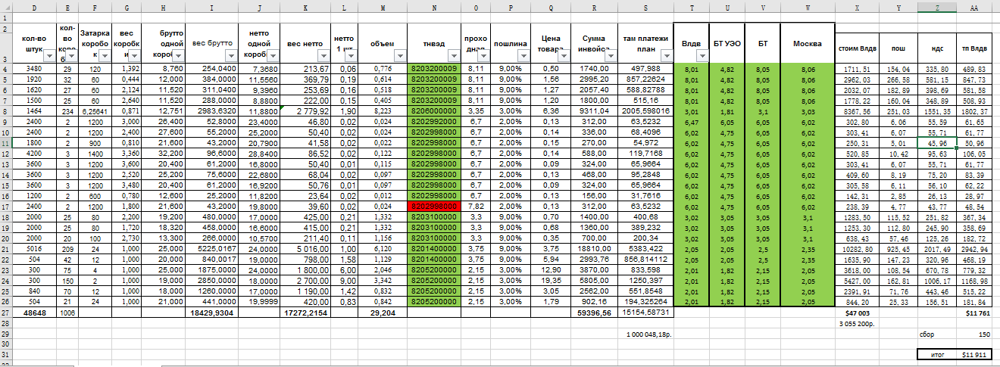 D E F G H I J K L M N O P Q R S T U V W X Y Z AA
1
2
3 кол-во штук кол-во коро б Затарка коробо к вес коробк и брутто одной короб вес брутто нетто одной короб вес нетто нетто 1 шт объем тнвэд прохо дная пошлина Цена товара Сумма инвойс там платежи план Влдв БТ УЭО БТ Москва стоим Влдв пош ндс тп Влдв
4 3480 29 120 1,392 8,760 254,0400 7,3680 213,67 0,06 0,776 8203200009 8,11 9,00% 0,50 1740,00 497,988 8,01 4,82 8,05 8,06 1711,51 154,04 335,80 489,83
5 1920 32 60 0,444 12,000 384,0000 11,5560 369,79 0,19 0,614 8203200009 8,11 9,00% 1,56 2995,20 857,22624 8,01 4,82 8,05 8,06 2962,03 266,58 581,15 847,73
6 1620 27 60 2,124 11,520 311,0400 9,3960 253,69 0,16 0,518 8203200009 8,11 9,00% 1,27 2057,40 588,82788 8,01 4,82 8,05 8,06 2032,07 182,89 398,69 581,58
7 1500 25 60 2,640 11,520 288,0000 8,8800 222,00 0,15 0,405 8203200009 8,11 9,00% 1,20 1800,00 515,16 8,01 4,82 8,05 8,06 1778,22 160,04 348,89 508,93
8 1464 234 6,25641 0,871 12,751 2983,6320 11,8800 2 779,92 1,90 8,223 8206000000 3,35 3,00% 6,36 9311,04 2005,598016 3,01 1,81 3,1 3,03 8367,56 251,03 1551,35 1802,37
9 2400 2 1200 3,000 26,400 52,8000 23,4000 46,80 0,02 0,024 8202992000 6,7 2,00% 0,13 312,00 63,5232 6,47 6,05 6,05 6,02 302,80 6,06 55,59 61,65
10 2400 2 1200 2,400 27,600 55,2000 25,2000 50,40 0,02 0,024 8202998000 6,7 2,00% 0,14 336,00 68,4096 6,02 4,75 6,05 6,02 303,41 6,07 55,71 61,77
11 1800 2 900 0,810 21,600 43,2000 20,7900 41,58 0,02 0,022 8202998000 6,7 2,00% 0,15 270,00 54,972 6,02 4,75 6,05 6,02 250,31 5,01 45,96 50,96
12 4200 3 1400 3,360 32,200 96,6000 28,8400 86,52 0,02 0,122 8202998000 6,7 2,00% 0,14 588,00 119,7168 6,02 4,75 6,05 6,02 520,85 10,42 95,63 106,05
13 3600 3 1200 3,600 20,400 61,2000 16,8000 50,40 0,01 0,115 8202998000 6,7 2,00% 0,09 324,00 65,9664 6,02 4,75 6,05 6,02 303,41 6,07 55,71 61,77
14 3600 3 1200 2,520 25,200 75,6000 22,6800 68,04 0,02 0,097 8202998000 6,7 2,00% 0,13 468,00 95,2848 6,02 4,75 6,05 6,02 409,60 8,19 75,20 83,39
15 3600 3 1200 3,480 20,400 61,2000 16,9200 50,76 0,01 0,097 8202998000 6,7 2,00% 0,09 324,00 65,9664 6,02 4,75 6,05 6,02 305,58 6,11 56,10 62,22
16 1200 2 600 0,780 12,600 25,2000 11,8200 23,64 0,02 0,012 8202998000 6,7 2,00% 0,13 156,00 31,7616 6,02 4,75 6,05 6,02 142,31 2,85 26,13 28,97
17 2400 2 1200 1,800 21,600 43,2000 19,8000 39,60 0,02 0,024 8202998000 7,82 2,00% 0,13 312,00 63,5232 6,02 4,75 6,05 6,02 238,39 4,77 43,77 48,54
18 2000 25 80 2,200 19,200 480,0000 17,0000 425,00 0,21 1,332 8203100000 3,3 9,00% 0,70 1400,00 400,68 3,02 3,05 3,05 3,1 1283,50 115,52 251,82 367,34
19 2000 25 80 1,720 18,320 458,0000 16,6000 415,00 0,21 1,332 8203100000 3,3 9,00% 0,68 1360,00 389,232 3,02 3,05 3,05 3,1 1253,30 112,80 245,90 358,69
20 2000 20 100 2,730 13,300 266,0000 10,5700 211,40 0,11 1,156 8203100000 3,3 9,00% 0,35 700,00 200,34 3,02 3,05 3,05 3,1 638,43 57,46 125,26 182,72
21 5016 209 24 1,000 25,000 5225,0167 24,0000 5 016,00 1,00 6,120 8201400000 3,75 9,00% 3,75 18810,00 5383,422 2,05 2,05 2,5 2,35 10282,80 925,45 2017,49 2942,94
22 504 42 12 1,000 20,000 840,0017 19,0000 798,00 1,58 1,129 8201400000 3,75 9,00% 5,94 2993,76 856,814112 2,05 2,05 2,5 2,35 1635,90 147,23 320,96 468,19
23 300 75 4 1,000 25,000 1875,0000 24,0000 1 800,00 6,00 2,046 8205200000 2,15 3,00% 12,90 3870,00 833,598 2,01 1,82 2,15 2,05 3618,00 108,54 670,78 779,32
24 300 150 2 1,000 19,000 2850,0000 18,0000 2 700,00 9,00 3,342 8205200000 2,15 3,00% 19,35 5805,00 1250,397 2,01 1,82 2,15 2,05 5427,00 162,81 1006,17 1168,98
25 840 70 12 1,000 18,000 1260,0000 17,0000 1 190,00 1,42 0,832 8205200000 2,15 3,00% 3,05 2562,00 551,8548 2,01 1,82 2,15 2,05 2391,91 71,76 443,46 515,22
26 504 21 24 1,000 21,000 441,0000 19,9999 420,00 0,83 0,842 8205200000 2,15 3,00% 1,79 902,16 194,325264 2,01 1,82 2,15 2,05 844,20 25,33 156,51 181,84
27 48648 1006 18429,9304 17272,2154 29,204 59396,56 15154,58731 $47 003 $11 761
28 3 055 200р.
29 1 000 048,18р. сбор 150
30
31 итог $11 911